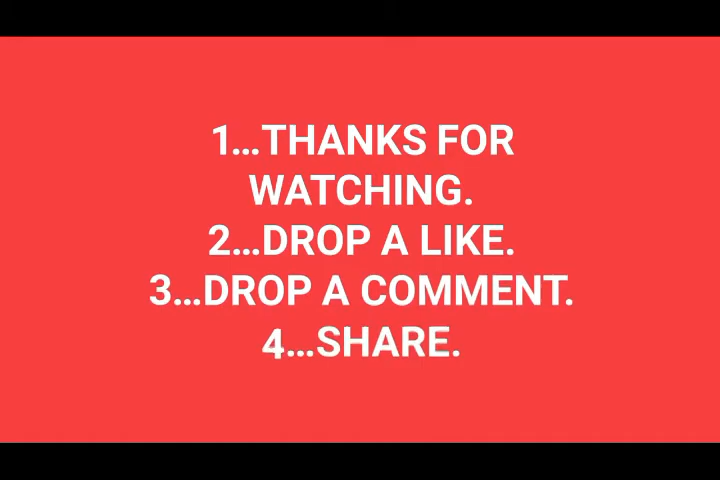 1...THANKS FOR
WATCHING.
2...DROP A LIKE.
3...DROP A COMMENT.
4...SHARE.